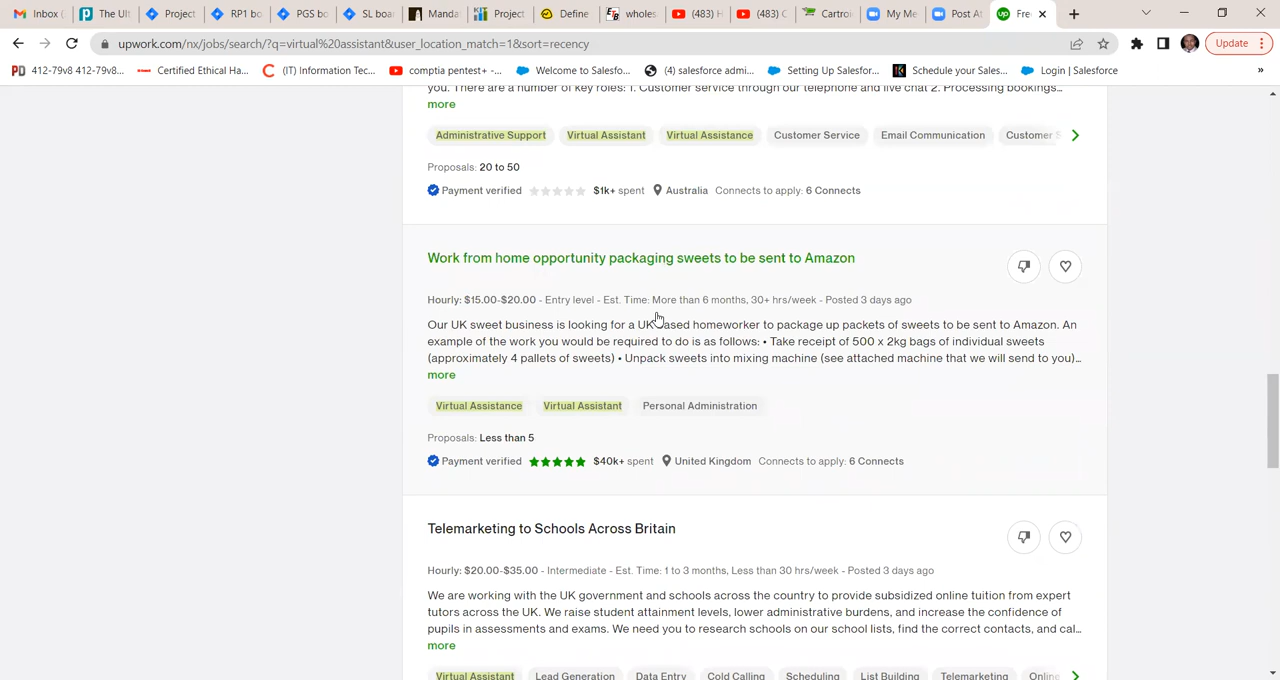 Inbox (
The Ult
Project
RP1 bo
PGS bo
SL boar
Manda
Project
Define
wholes
(483) H
(483) C
Cartro
My Me
Post At
Fre
upwork.com/nx/jobs/search/?q=virtual%20assistant&user_location_match=1&sort=recency
Update
412-79v8 412-79v8...
Certified Ethical Ha...
(IT) Information Tec...
comptia pentest+ -...
Welcome to Salesfo...
(4) salesforce admi...
Setting Up Salesfor...
Schedule your Sales...
Login | Salesforce
»
you. There are a number of key roles: 1. Customer service through our telephone and live chat 2. Processing bookings...
more
Administrative Support
Virtual Assistant
Virtual Assistance
Customer Service
Email Communication
Customer S
Proposals: 20 to 50
Payment verified $1k+ spent Australia Connects to apply: 6 Connects
Work from home opportunity packaging sweets to be sent to Amazon
Hourly: $15.00-$20.00 - Entry level - Est. Time: More than 6 months, 30+ hrs/week - Posted 3 days ago
Our UK sweet business is looking for a UK based homeworker to package up packets of sweets to be sent to Amazon. An
example of the work you would be required to do is as follows: • Take receipt of 500 x 2kg bags of individual sweets
(approximately 4 pallets of sweets) • Unpack sweets into mixing machine (see attached machine that we will send to you)...
more
Virtual Assistance
Virtual Assistant
Personal Administration
Proposals: Less than 5
Payment verified $40k+ spent United Kingdom Connects to apply: 6 Connects
Telemarketing to Schools Across Britain
Hourly: $20.00-$35.00 - Intermediate - Est. Time: 1 to 3 months, Less than 30 hrs/week - Posted 3 days ago
We are working with the UK government and schools across the country to provide subsidized online tuition from expert
tutors across the UK. We raise student attainment levels, lower administrative burdens, and increase the confidence of
pupils in assessments and exams. We need you to research schools on our school lists, find the correct contacts, and cal...
more
Virtual Assistant
Lead Generation
Data Entry
Cold Calling
Scheduling
List Building
Telemarketing
Online